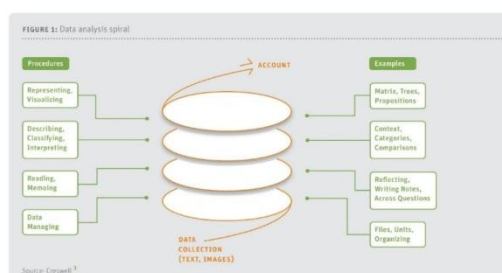 FIGURE 1: Data analysis spiral
Procedures
Examples
ACCOUNT
Representing,
Visualizing
Matrix, Trees,
Propositions
Describing,
Classifying,
Interpreting
Context,
Categories,
Comparisons
Reading,
Memoing
Reflecting,
Writing Notes,
Across Questions
Data
Managing
Files, Units,
Organizing
DATA
COLLECTION
(TEXT, IMAGES)
Source: Creswell